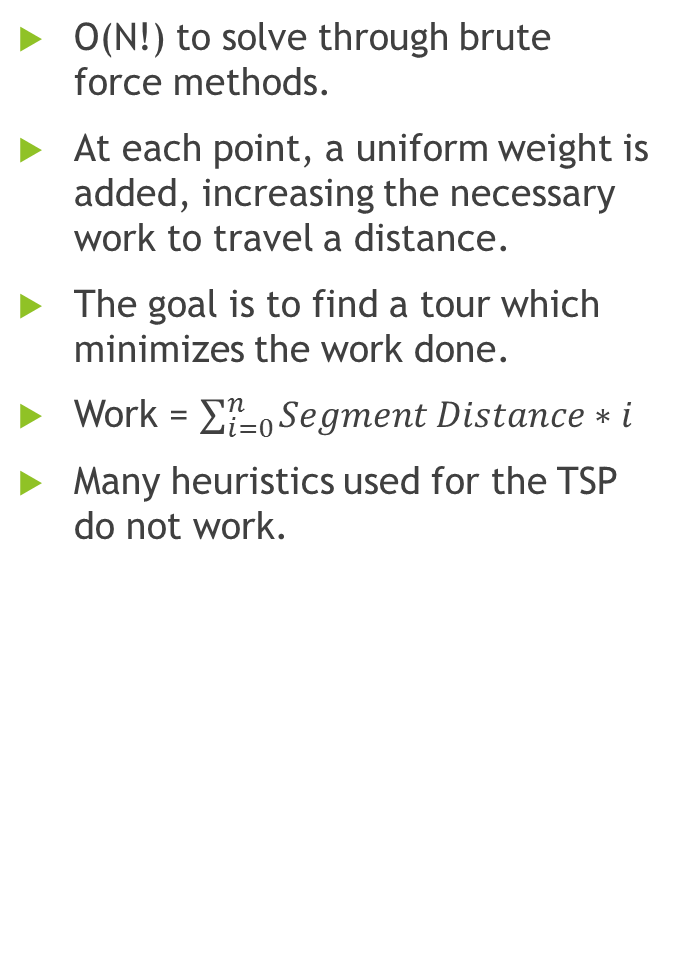 O(N!) to solve through brute
force methods.
At each point, a uniform weight is
added, increasing the necessary
work to travel a distance.
The goal is to find a tour which
minimizes the work done.
Work = ∑ⁿᵢ₌₀ Segment Distance * i
Many heuristics used for the TSP
do not work.